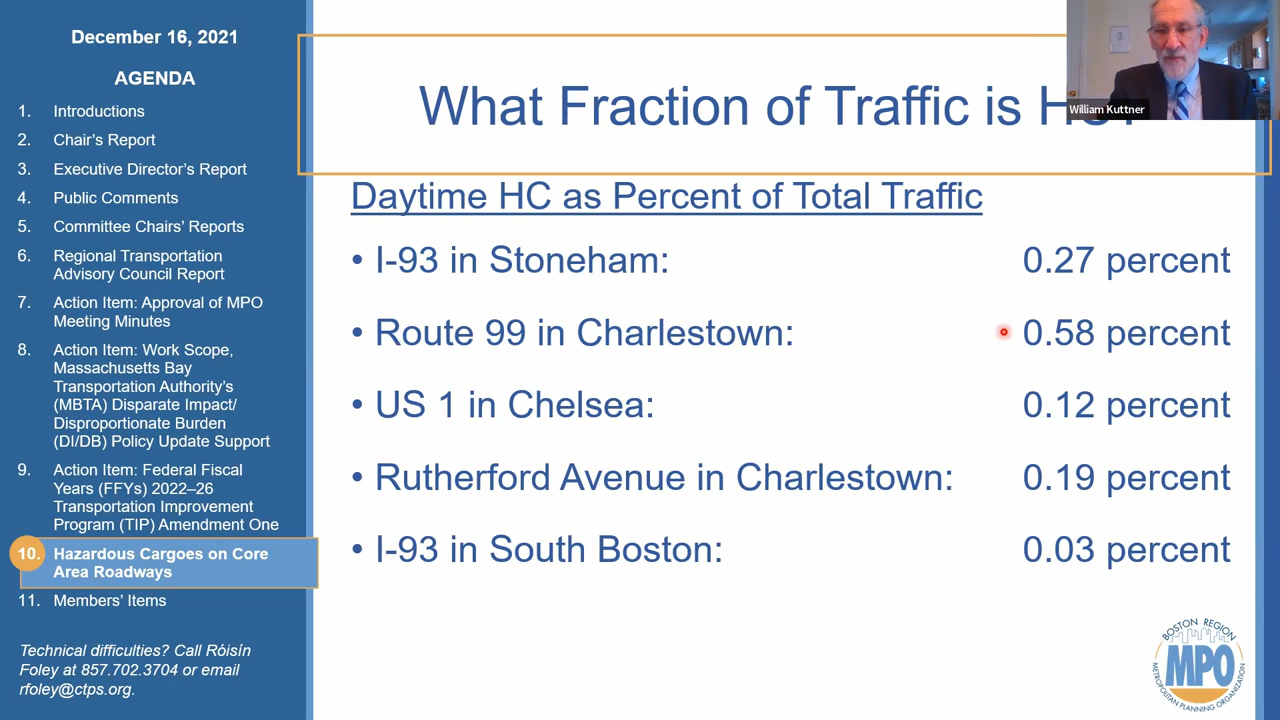 December 16, 2021
AGENDA
1. Introductions
2. Chair's Report
3. Executive Director's Report
4. Public Comments
5. Committee Chairs' Reports
6. Regional Transportation
Advisory Council Report
7. Action Item: Approval of MPO
Meeting Minutes
8. Action Item: Work Scope,
Massachusetts Bay
Transportation Authority's
(MBTA) Disparate Impact/
Disproportionate Burden
(DI/DB) Policy Update Support
9. Action Item: Federal Fiscal
Years (FFYs) 2022–26
Transportation Improvement
Program (TIP) Amendment One
10. Hazardous Cargoes on Core
Area Roadways
11. Members' Items
Technical difficulties? Call Róisín
Foley at 857.702.3704 or email
rfoley@ctps.org.
What Fraction of Traffic is
William Kuttner
Daytime HC as Percent of Total Traffic
• I-93 in Stoneham: 0.27 percent
• Route 99 in Charlestown: 0.58 percent
• US 1 in Chelsea: 0.12 percent
• Rutherford Avenue in Charlestown: 0.19 percent
• I-93 in South Boston: 0.03 percent
BOSTON REGION
MPO
METROPOLITAN PLANNING ORGANIZATION